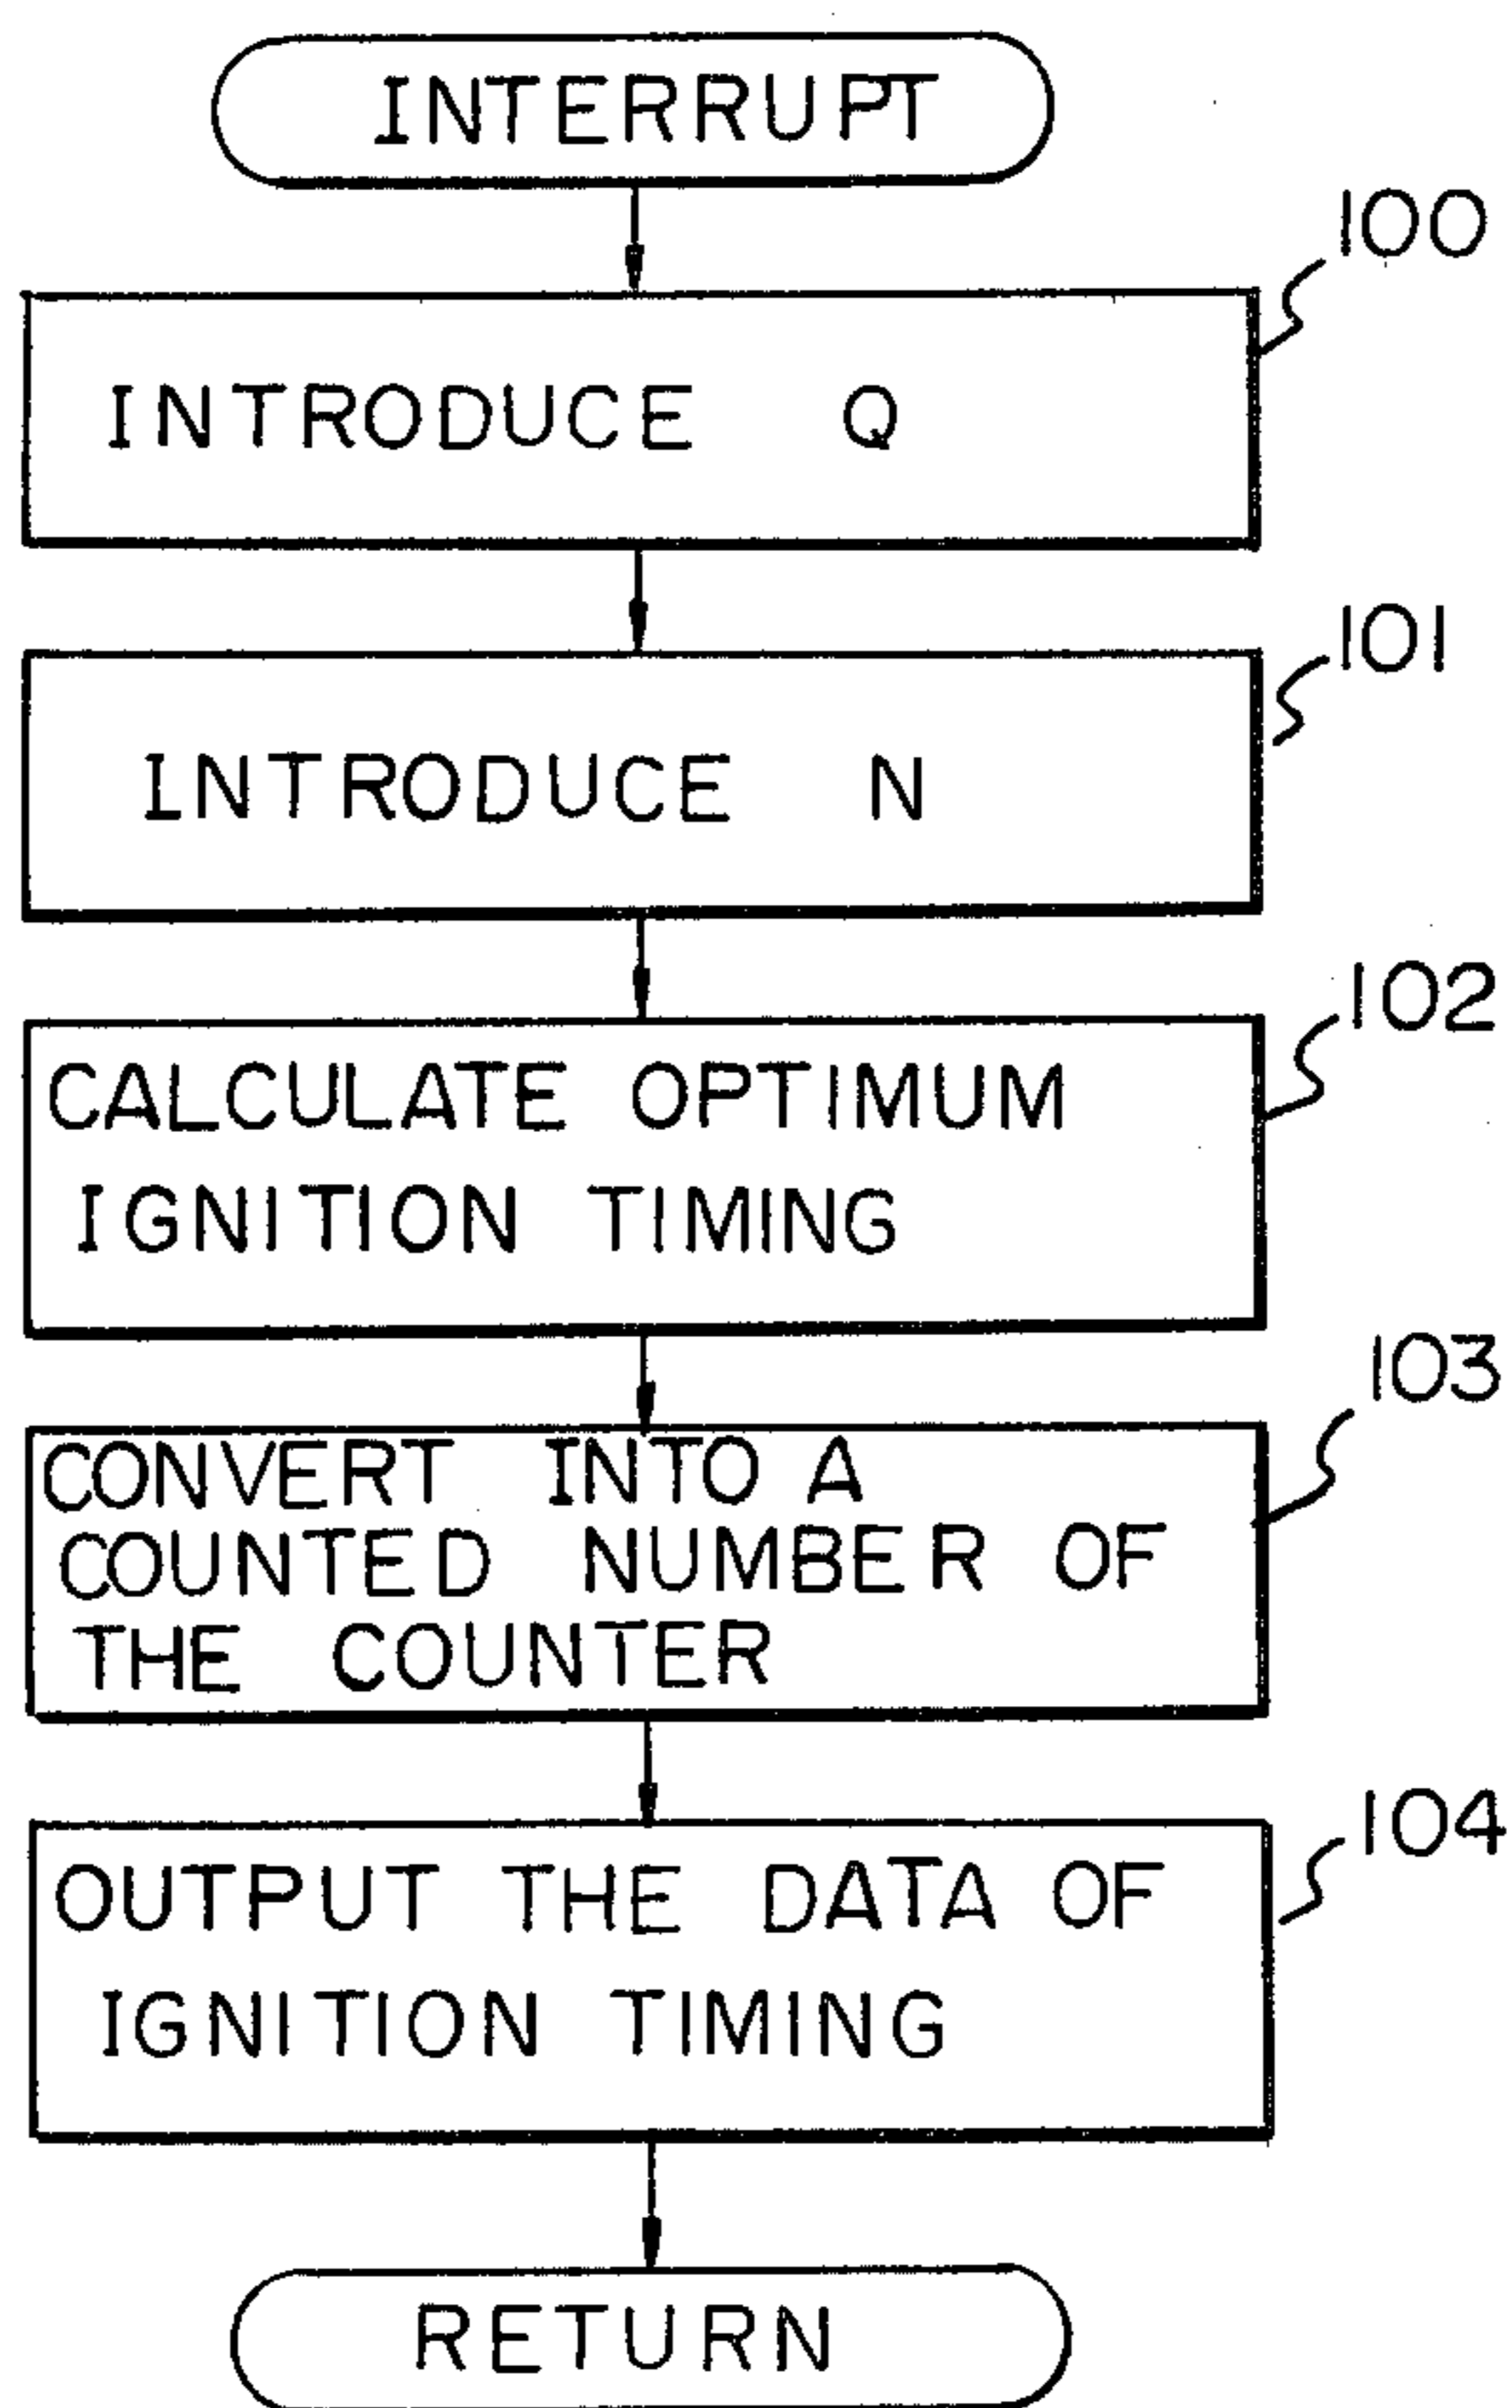 INTERRUPT
100
INTRODUCE Q
101
INTRODUCE N
102
CALCULATE OPTIMUM
IGNITION TIMING
103
CONVERT INTO A
COUNTED NUMBER OF
THE COUNTER
104
OUTPUT THE DATA OF
IGNITION TIMING
RETURN